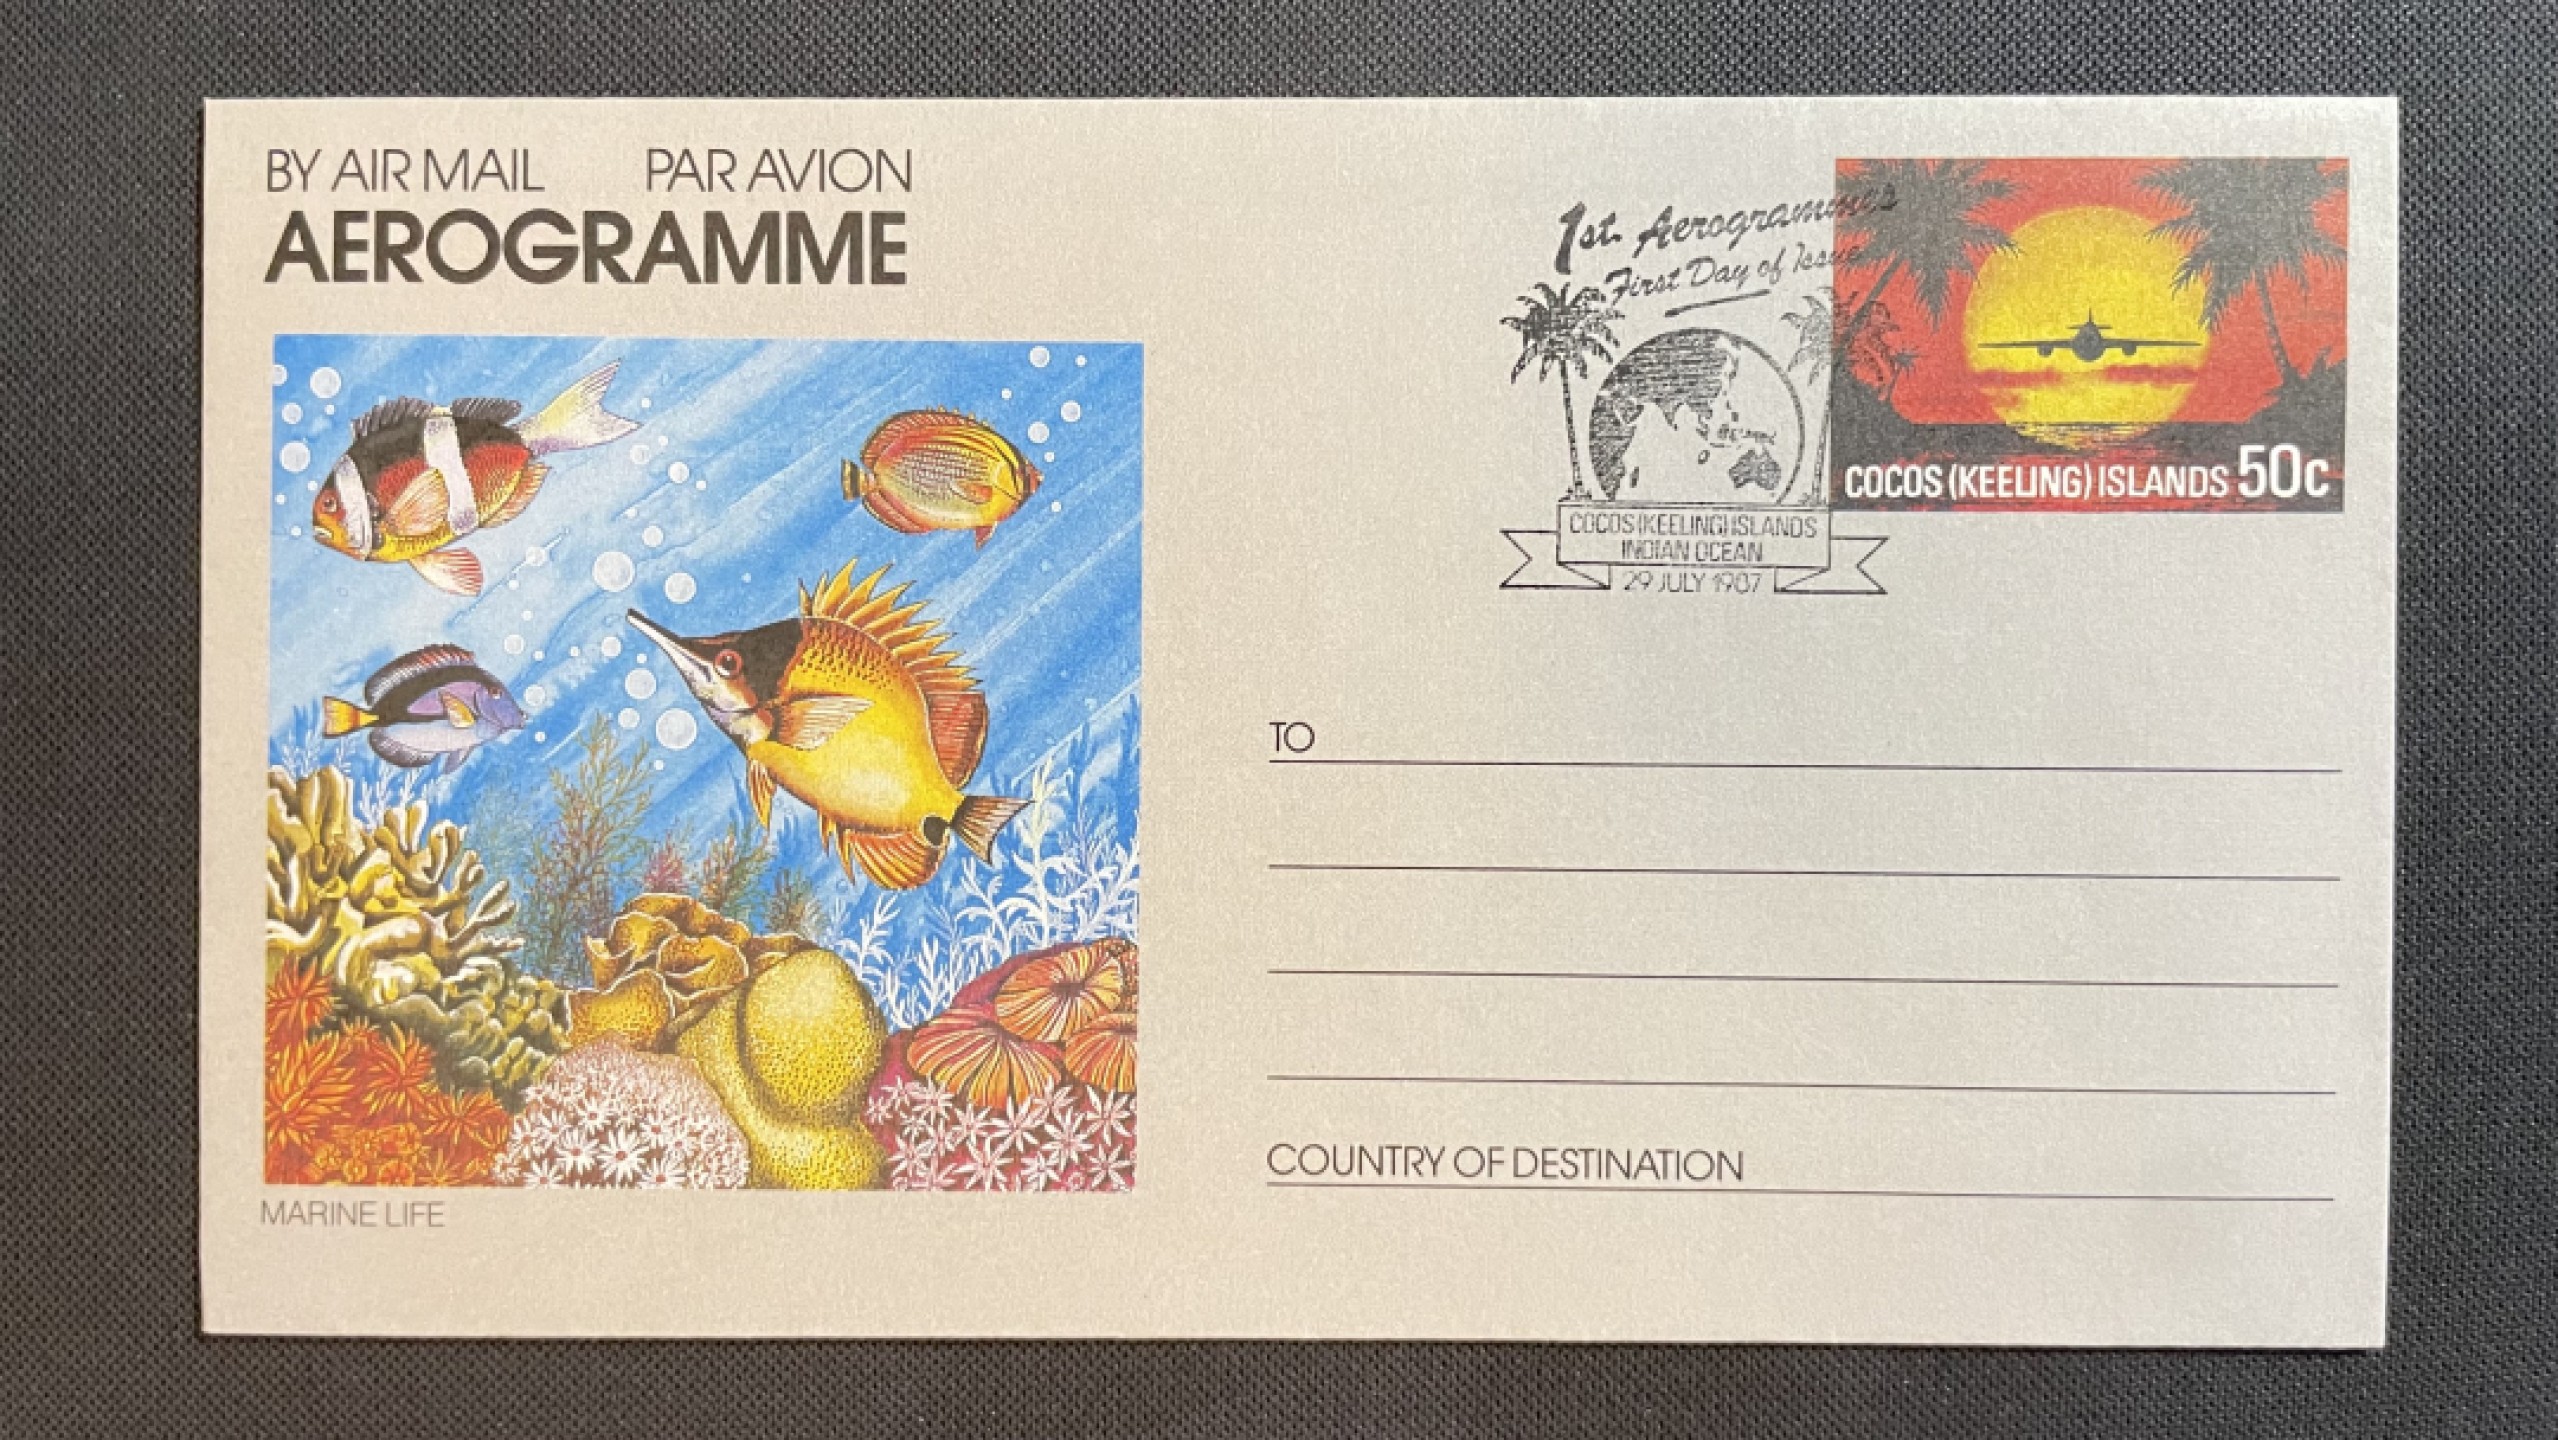 BY AIR MAIL PAR AVION
AEROGRAMME
1st. Aerogrammes
First Day of Issue
COCOS (KEELING) ISLANDS 50c
COCOS (KEELING) ISLANDS
INDIAN OCEAN
29 JULY 1987
TO
COUNTRY OF DESTINATION
MARINE LIFE